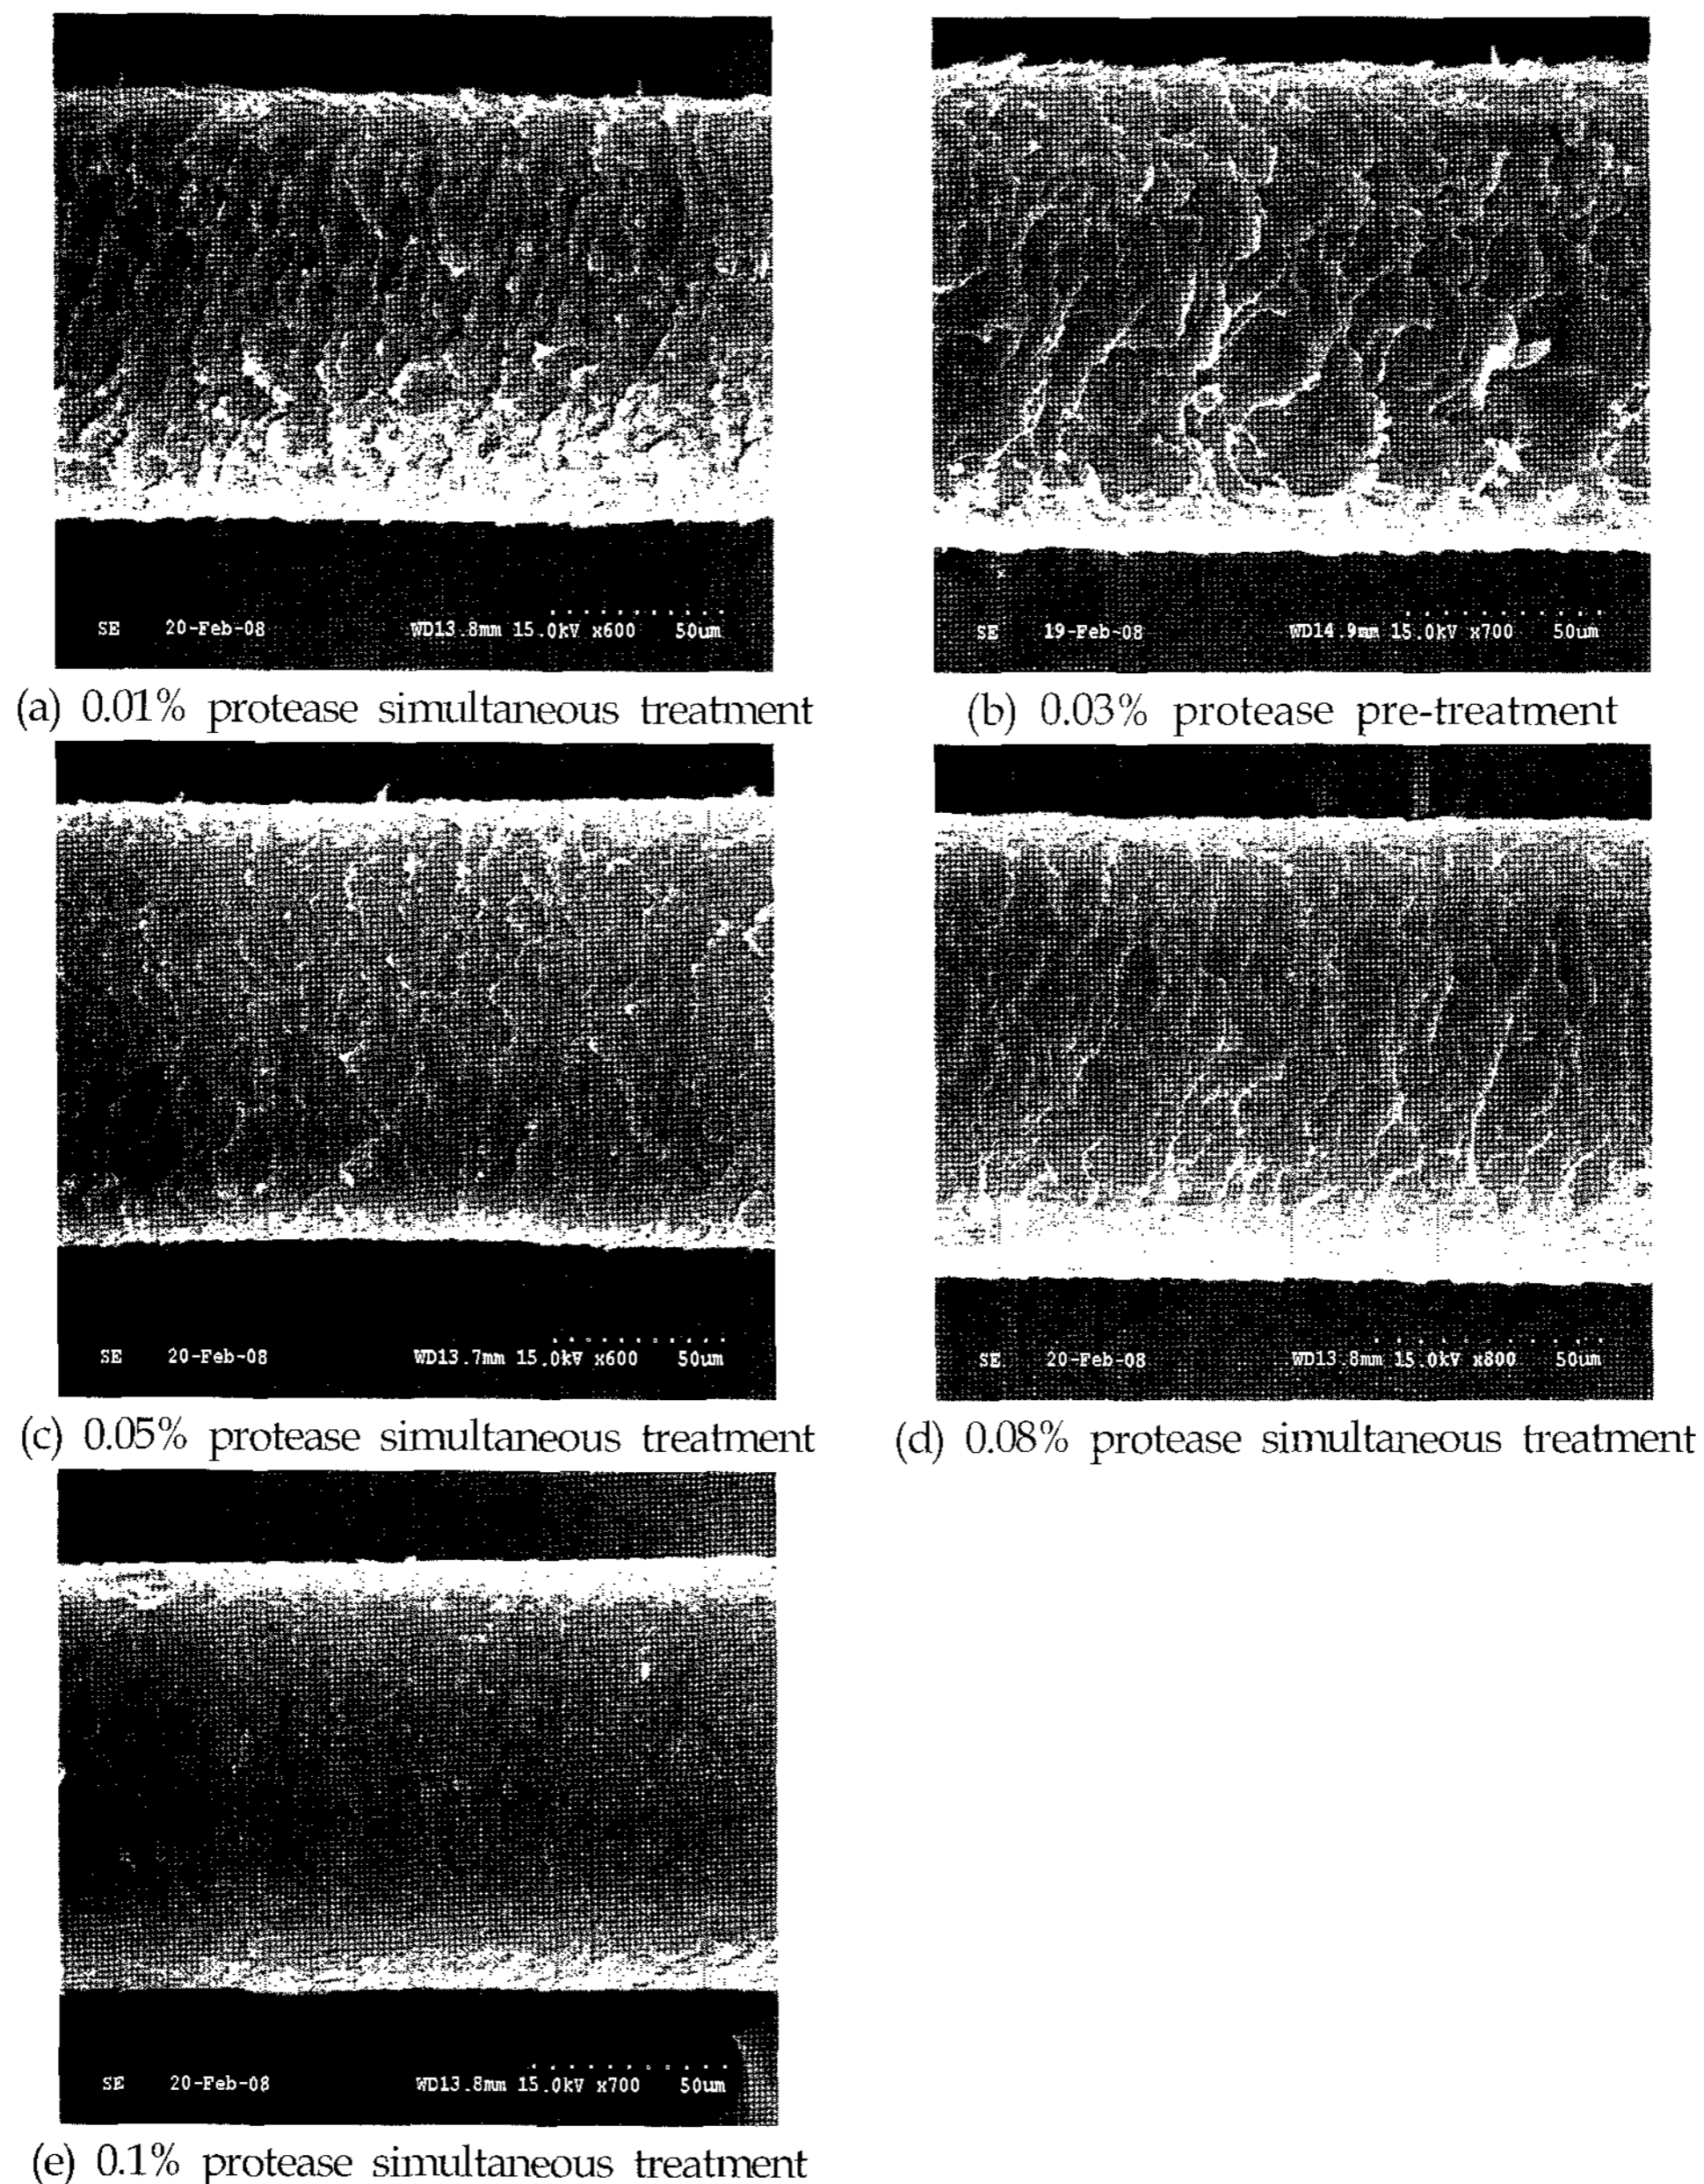 SE 20-Feb-08 WD13.8mm 15.0kV x600 50um
SE 19-Feb-08 WD14.9mm 15.0kV x700 50um
(a) 0.01% protease simultaneous treatment
(b) 0.03% protease pre-treatment
SE 20-Feb-08 WD13.7mm 15.0kV x600 50um
SE 20-Feb-08 WD13.8mm 15.0kV x800 50um
(c) 0.05% protease simultaneous treatment
(d) 0.08% protease simultaneous treatment
SE 20-Feb-08 WD13.8mm 15.0kV x700 50um
(e) 0.1% protease simultaneous treatment